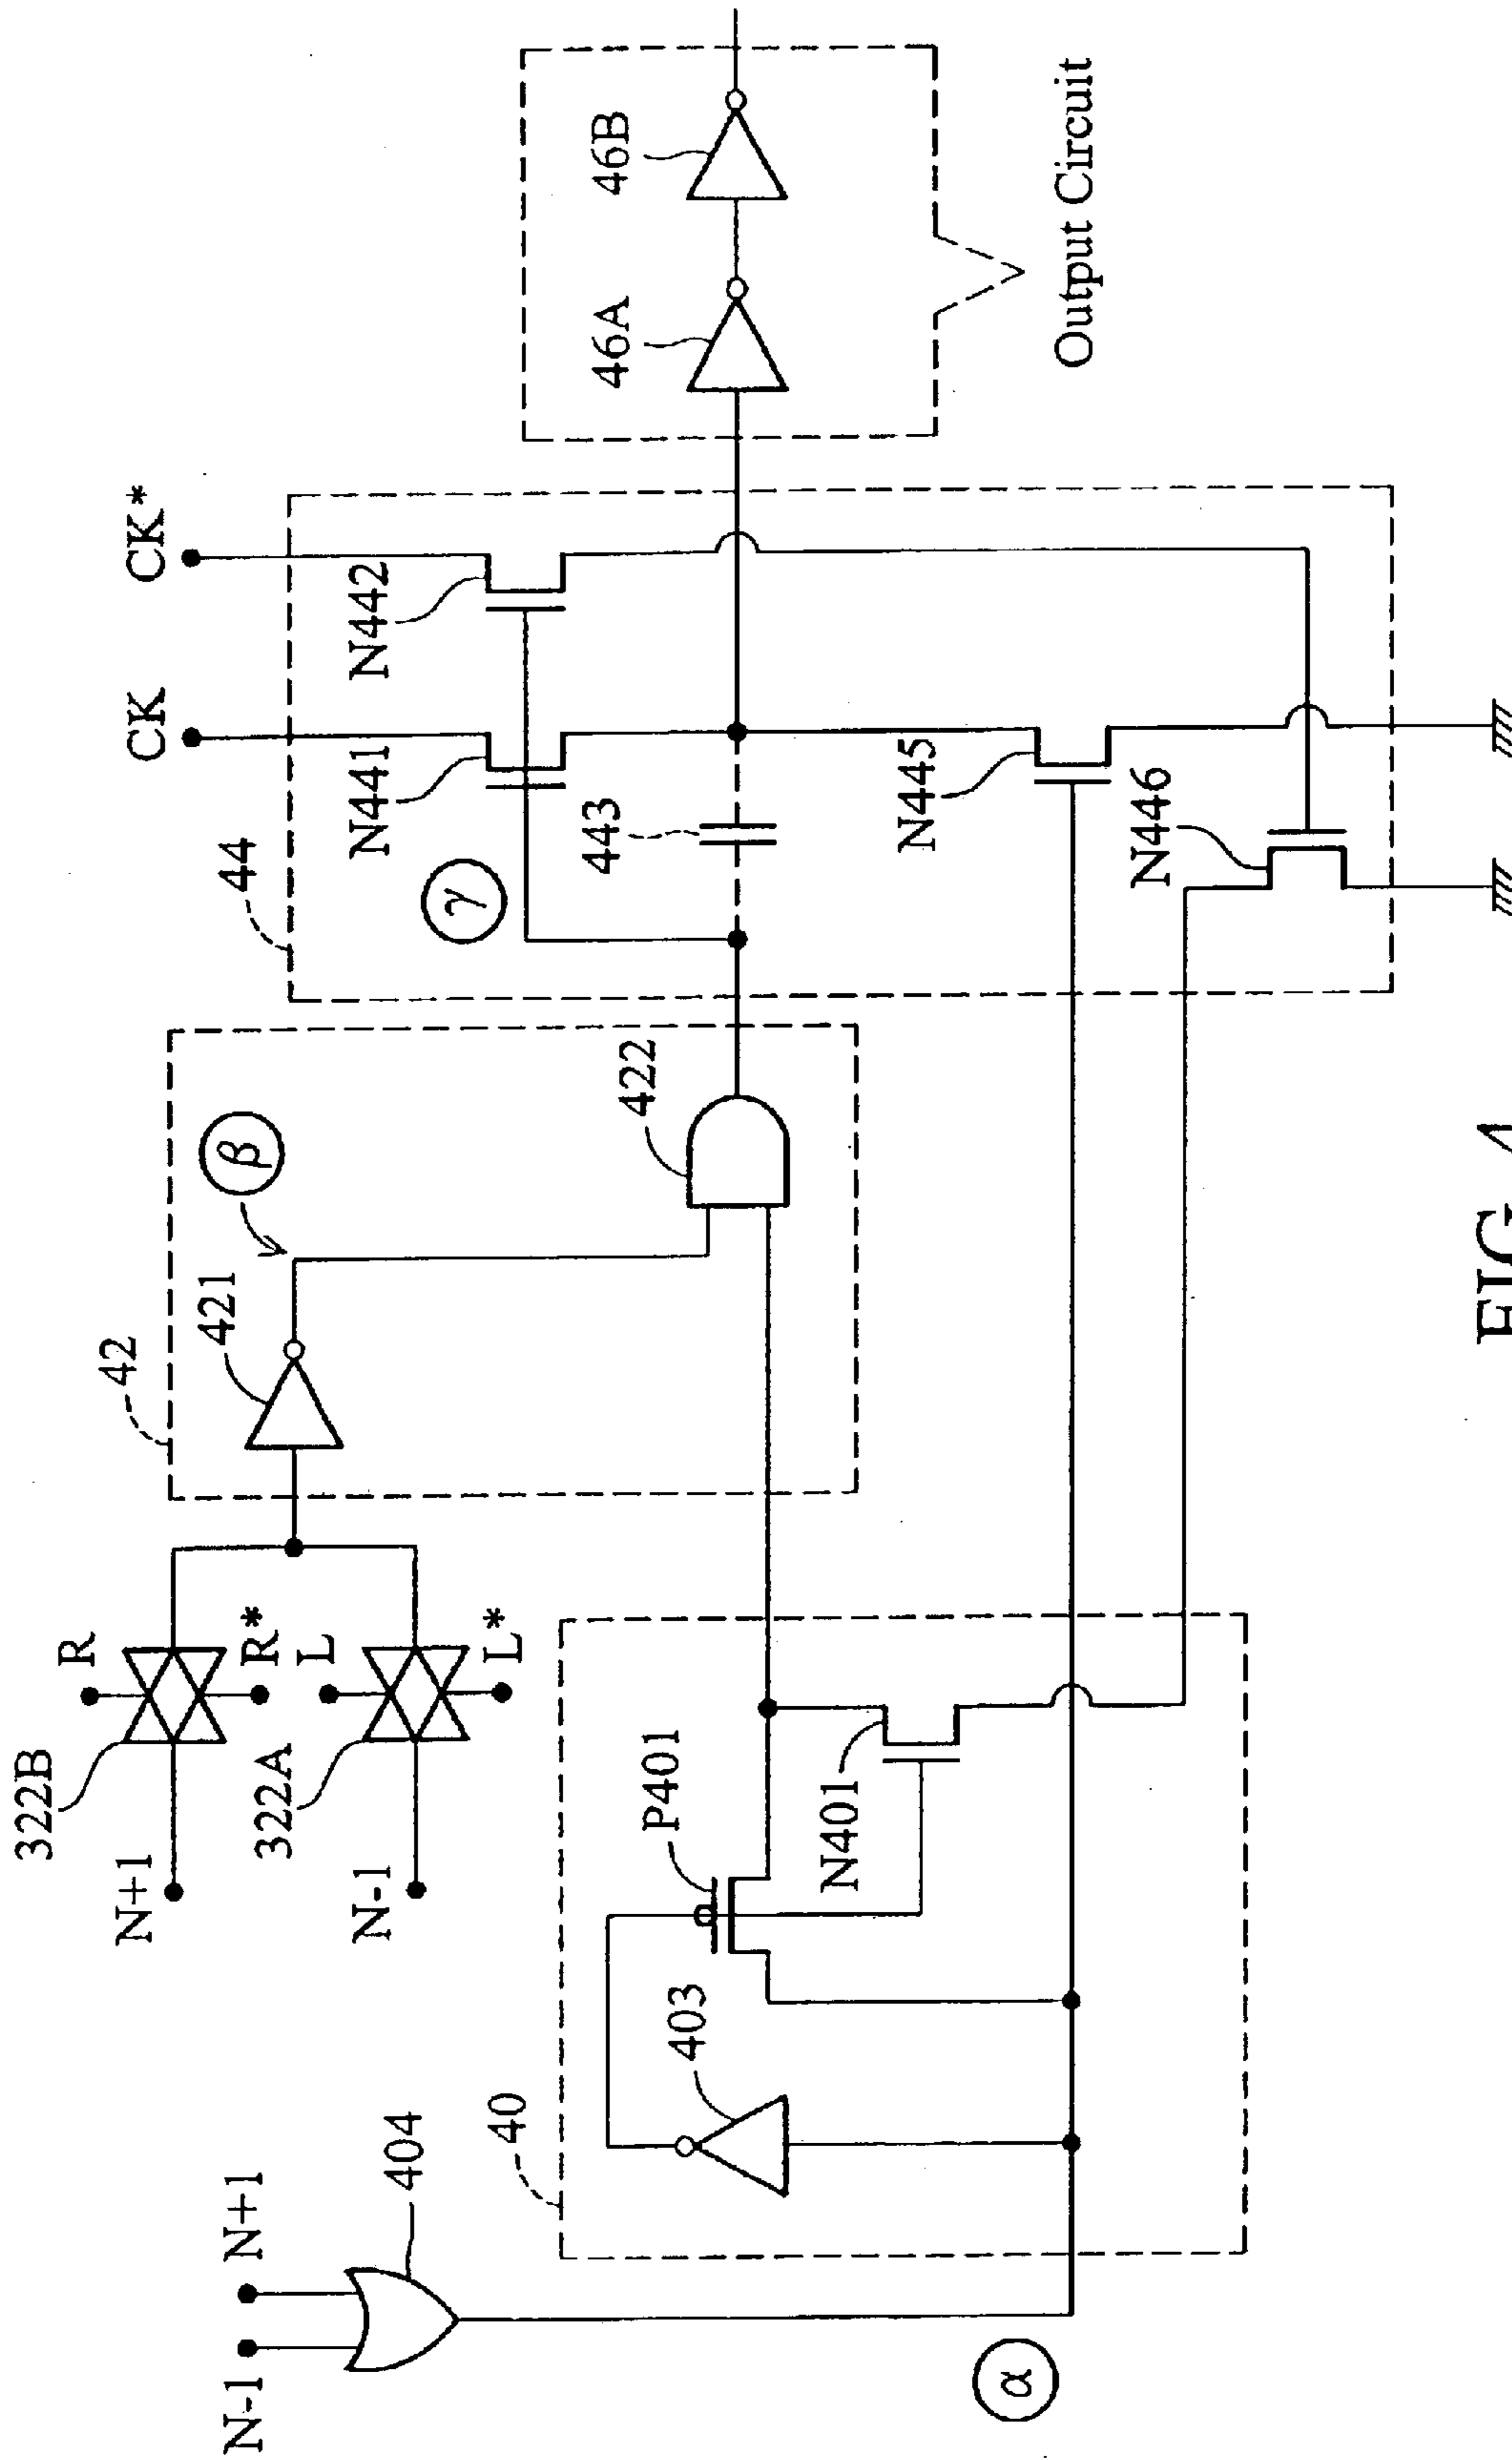 N-1
N+1
404
α
40
403
P401
N401
N+1
322B
R
R*
N-1
322A
L
L*
42
421
β
422
44
γ
443
CK
N441
CK*
N442
N445
N446
46A
46B
Output Circuit